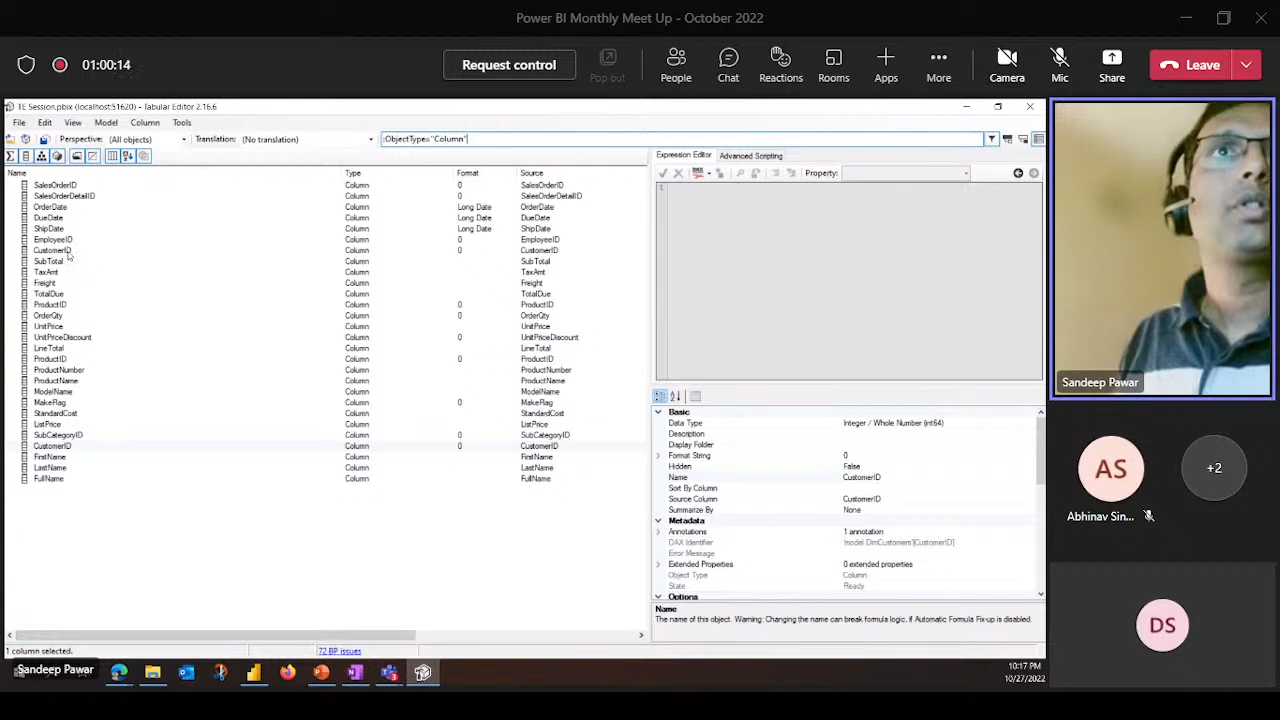 Power BI Monthly Meet Up - October 2022
01:00:14
Request control
Pop out
People
Chat
Reactions
Rooms
Apps
More
Camera
Mic
Share
Leave
TE Session.pbix (localhost:51620) - Tabular Editor 2.16.6
File Edit View Model Column Tools
Perspective: (All objects) Translation: (No translation) :ObjectType="Column"
Expression Editor Advanced Scripting
Property:
1
Name Type Format Source
SalesOrderID Column 0 SalesOrderID
SalesOrderDetailID Column 0 SalesOrderDetailID
OrderDate Column Long Date OrderDate
DueDate Column Long Date DueDate
ShipDate Column Long Date ShipDate
EmployeeID Column 0 EmployeeID
CustomerID Column 0 CustomerID
SubTotal Column SubTotal
TaxAmt Column TaxAmt
Freight Column Freight
TotalDue Column TotalDue
ProductID Column 0 ProductID
OrderQty Column 0 OrderQty
UnitPrice Column UnitPrice
UnitPriceDiscount Column 0 UnitPriceDiscount
LineTotal Column LineTotal
ProductID Column 0 ProductID
ProductNumber Column ProductNumber
ProductName Column ProductName
ModelName Column ModelName
MakeFlag Column 0 MakeFlag
StandardCost Column StandardCost
ListPrice Column ListPrice
SubCategoryID Column 0 SubCategoryID
CustomerID Column 0 CustomerID
FirstName Column FirstName
LastName Column LastName
FullName Column FullName
Basic
Data Type Integer / Whole Number (int64)
Description
Display Folder
Format String 0
Hidden False
Name CustomerID
Sort By Column
Source Column CustomerID
Summarize By None
Metadata
Annotations 1 annotation
DAX Identifier 'model DimCustomers'[CustomerID]
Error Message
Extended Properties 0 extended properties
Object Type Column
State Ready
Options
Name
The name of this object. Warning: Changing the name can break formula logic, if Automatic Formula Fix-up is disabled.
1 column selected.
72 BP issues
Sandeep Pawar
10:17 PM
10/27/2022
Sandeep Pawar
AS
+2
Abhinav Sin...
DS